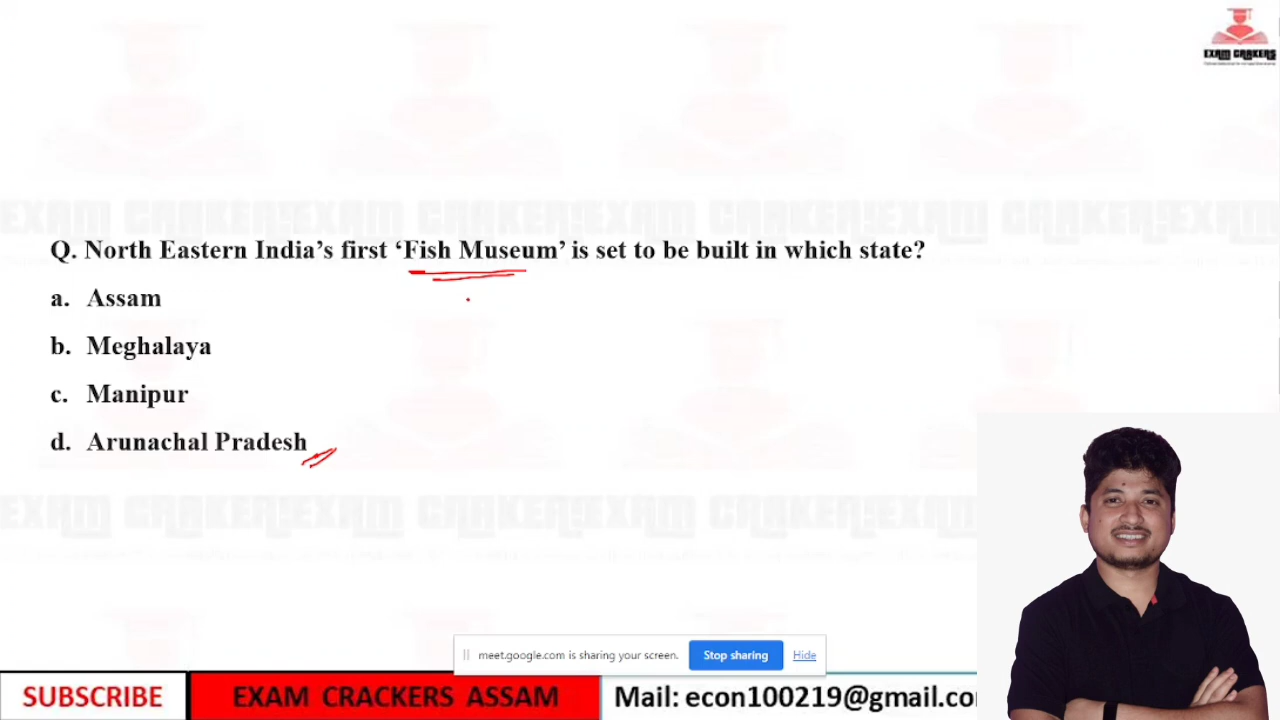 EXAM CRAKERS
Q. North Eastern India’s first ‘Fish Museum’ is set to be built in which state?
a. Assam
b. Meghalaya
c. Manipur
d. Arunachal Pradesh
meet.google.com is sharing your screen. Stop sharing Hide
SUBSCRIBE EXAM CRACKERS ASSAM Mail: econ100219@gmail.co